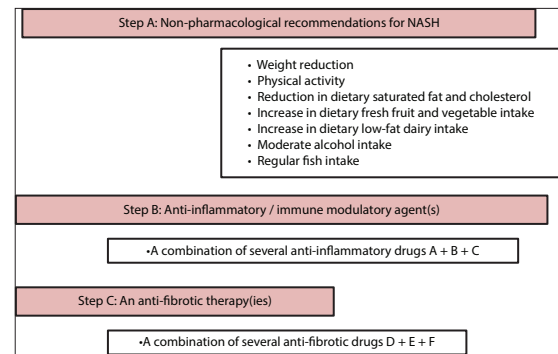 Step A: Non-pharmacological recommendations for NASH
• Weight reduction
• Physical activity
• Reduction in dietary saturated fat and cholesterol
• Increase in dietary fresh fruit and vegetable intake
• Increase in dietary low-fat dairy intake
• Moderate alcohol intake
• Regular fish intake
Step B: Anti-inflammatory / immune modulatory agent(s)
•A combination of several anti-inflammatory drugs A + B + C
Step C: An anti-fibrotic therapy(ies)
•A combination of several anti-fibrotic drugs D + E + F